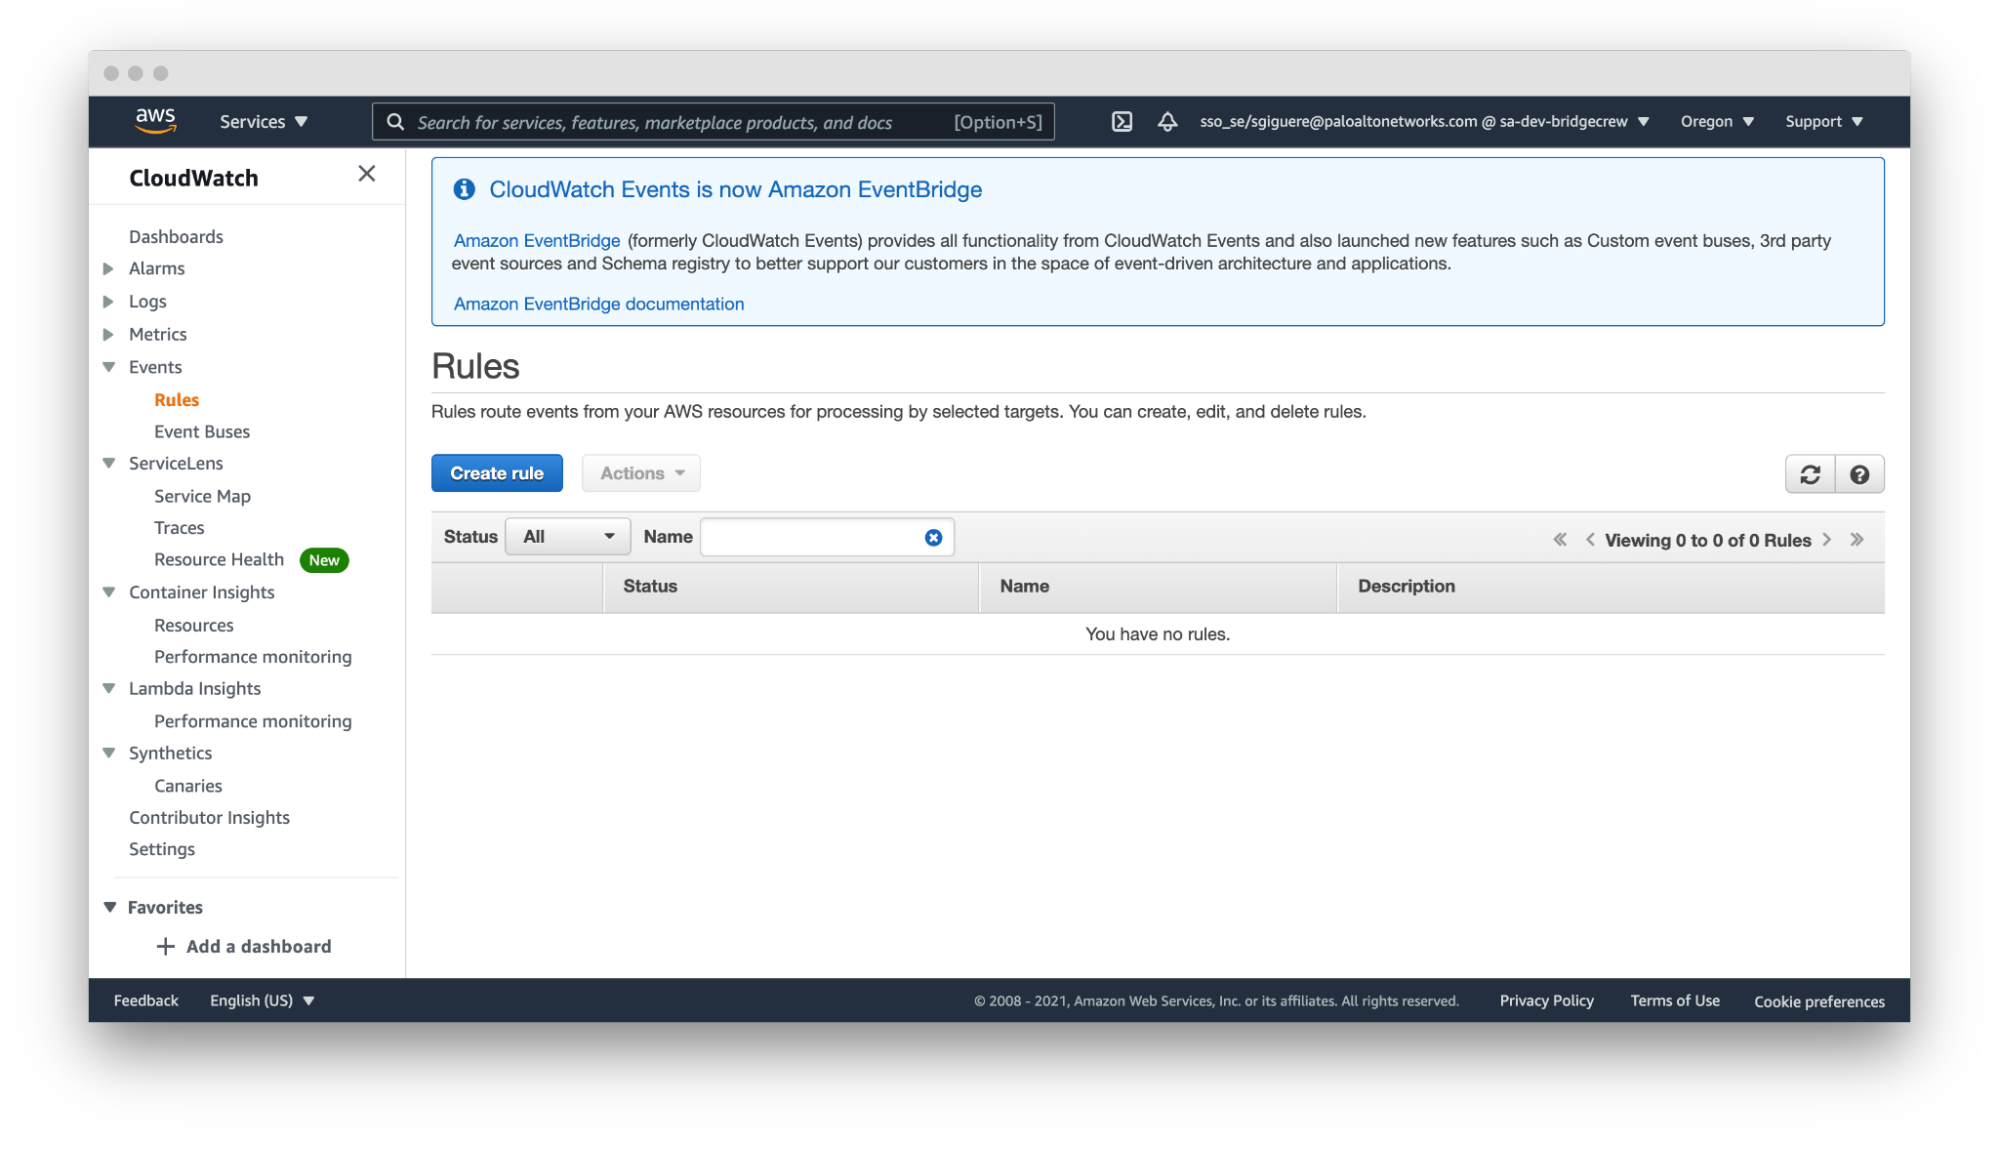 aws
Services
Search for services, features, marketplace products, and docs [Option+S]
sso_se/sgiguere@paloaltonetworks.com @ sa-dev-bridgecrew
Oregon
Support
CloudWatch
Dashboards
Alarms
Logs
Metrics
Events
Rules
Event Buses
ServiceLens
Service Map
Traces
Resource Health New
Container Insights
Resources
Performance monitoring
Lambda Insights
Performance monitoring
Synthetics
Canaries
Contributor Insights
Settings
Favorites
Add a dashboard
CloudWatch Events is now Amazon EventBridge
Amazon EventBridge (formerly CloudWatch Events) provides all functionality from CloudWatch Events and also launched new features such as Custom event buses, 3rd party
event sources and Schema registry to better support our customers in the space of event-driven architecture and applications.
Amazon EventBridge documentation
Rules
Rules route events from your AWS resources for processing by selected targets. You can create, edit, and delete rules.
Create rule
Actions
Status All Name
Viewing 0 to 0 of 0 Rules
Status Name Description
You have no rules.
Feedback
English (US)
© 2008 - 2021, Amazon Web Services, Inc. or its affiliates. All rights reserved.
Privacy Policy
Terms of Use
Cookie preferences